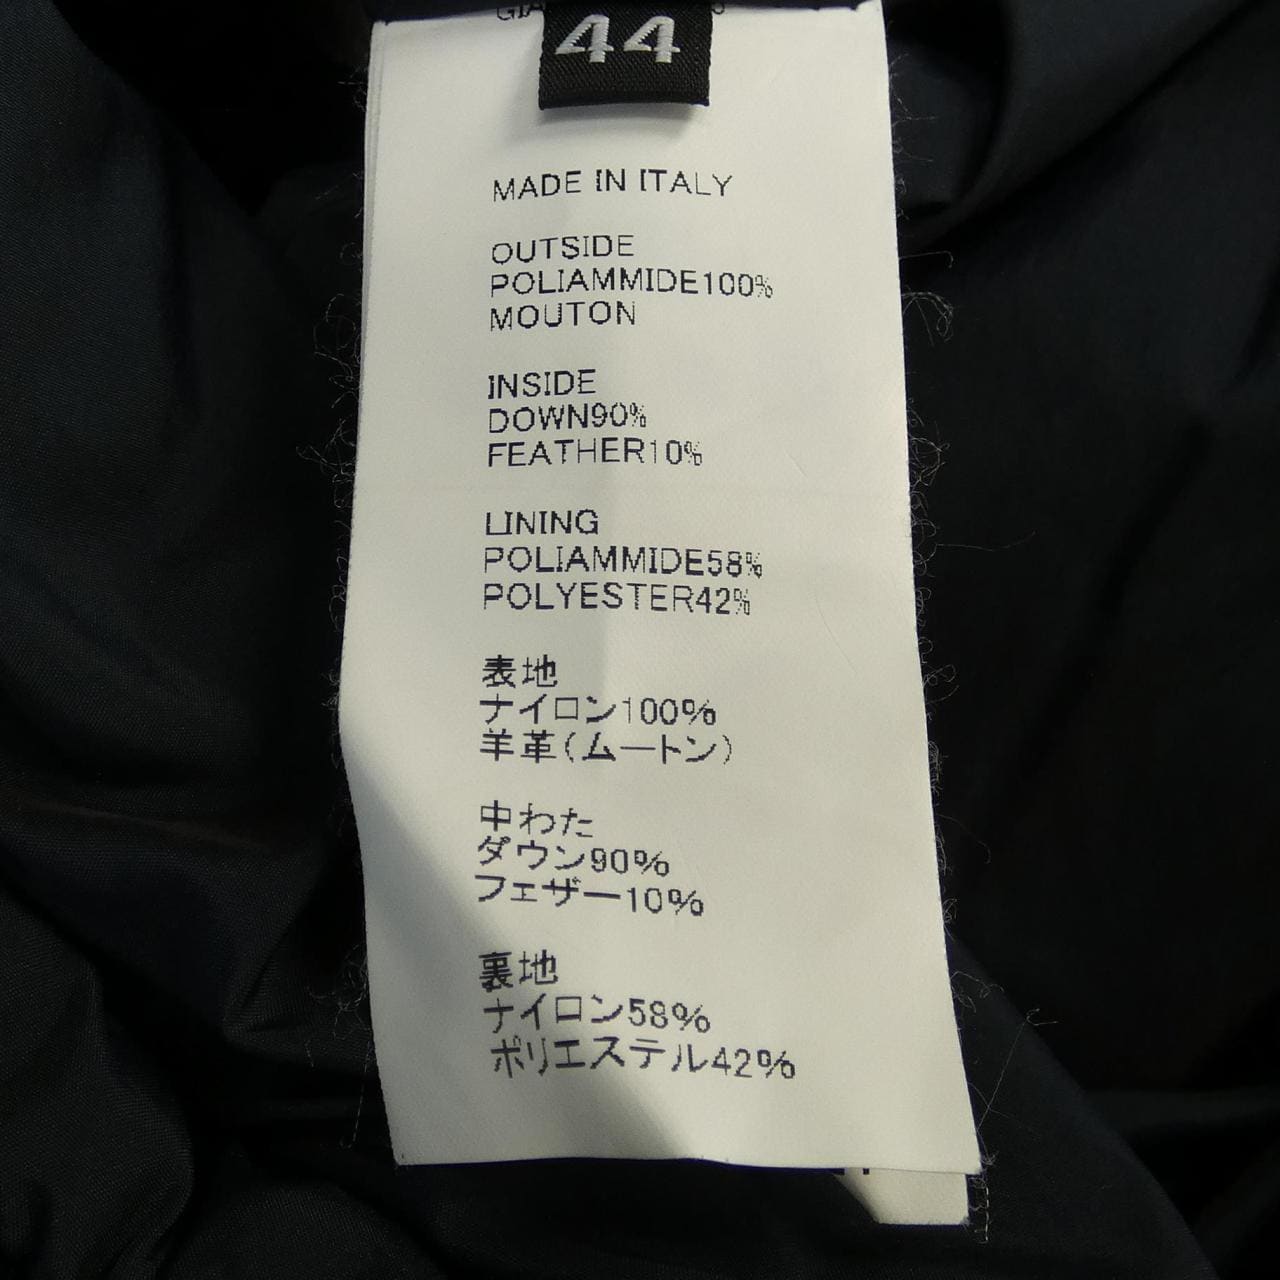 44
MADE IN ITALY
OUTSIDE
POLIAMMIDE100%
MOUTON
INSIDE
DOWN90%
FEATHER10%
LINING
POLIAMMIDE58%
POLYESTER42%
表地
ナイロン100%
羊革(ムートン)
中わた
ダウン90%
フェザー10%
裏地
ナイロン58%
ポリエステル42%